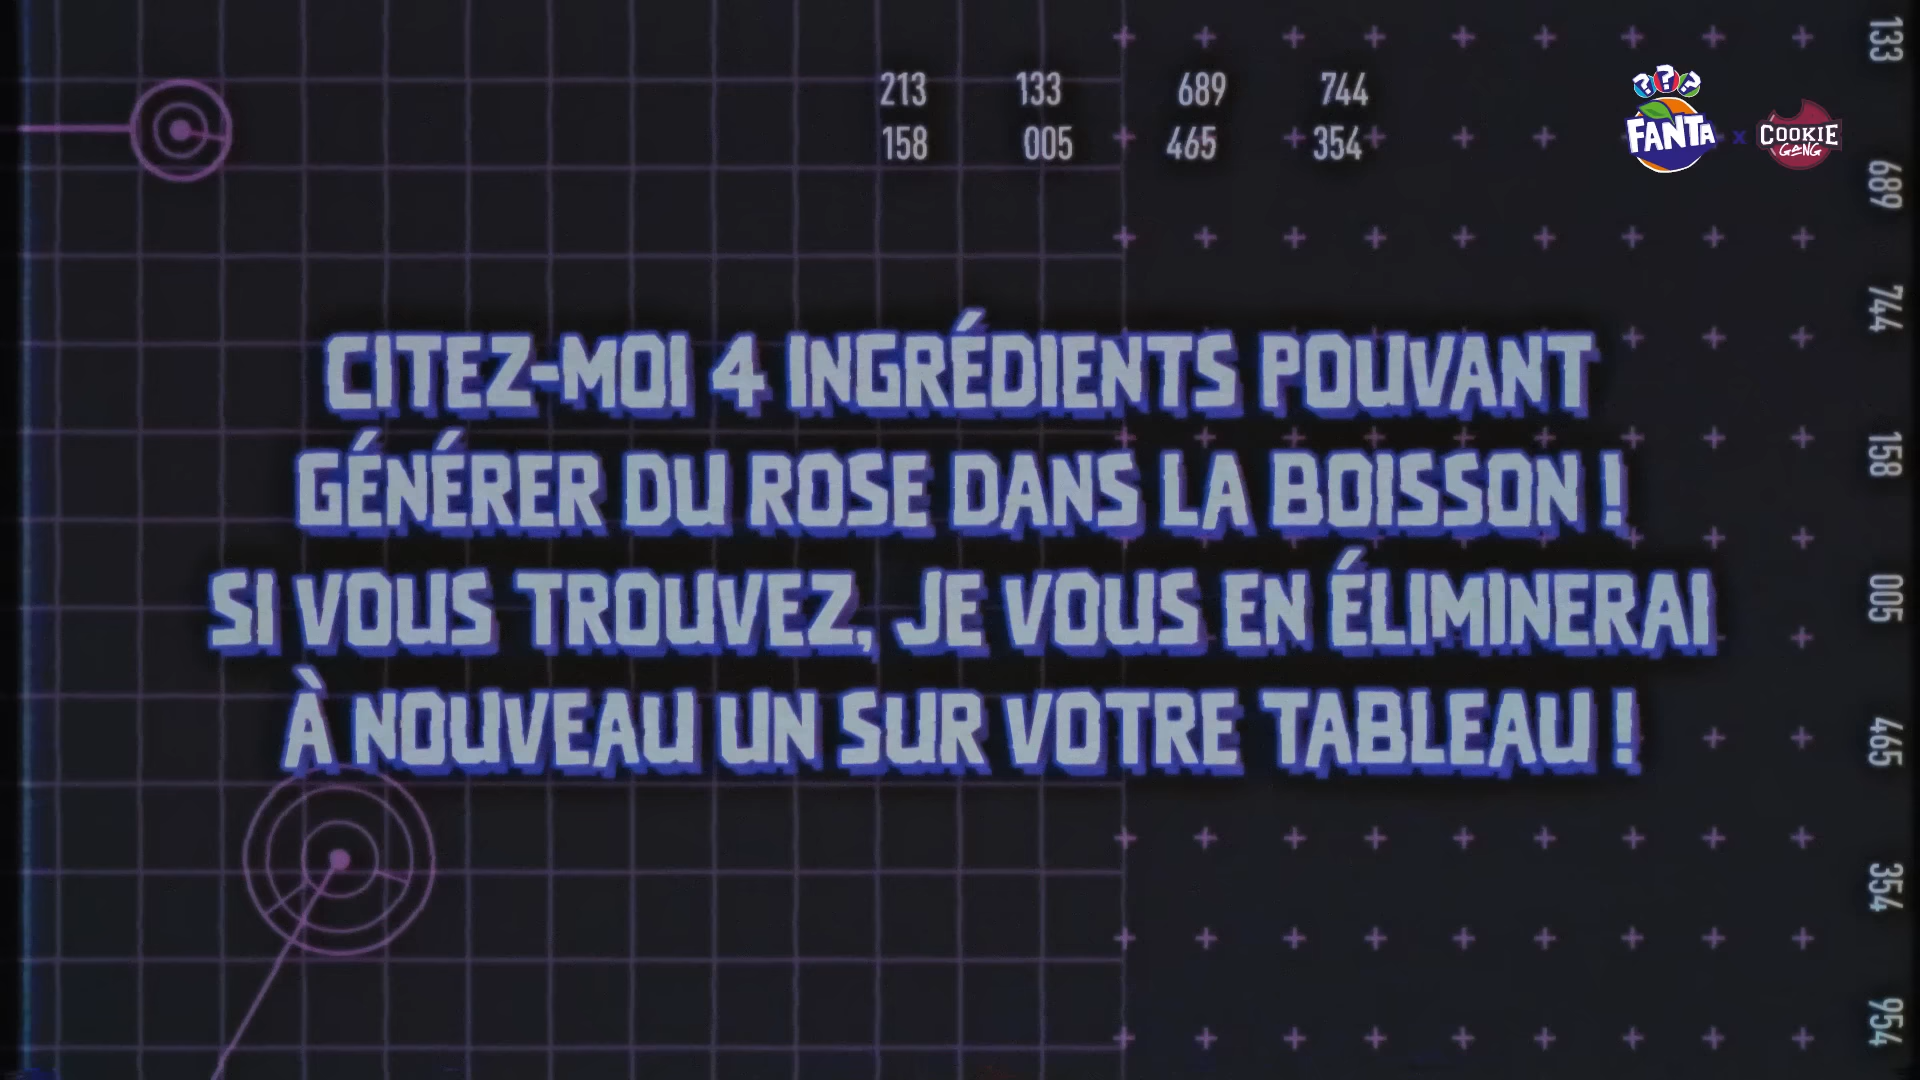 213 133 689 744
158 005 465 354
???
FANTA x COOKIE GANG
CITEZ-MOI 4 INGRÉDIENTS POUVANT
GÉNÉRER DU ROSE DANS LA BOISSON !
SI VOUS TROUVEZ, JE VOUS EN ÉLIMINERAI
À NOUVEAU UN SUR VOTRE TABLEAU !
133
689
744
158
005
465
354
954